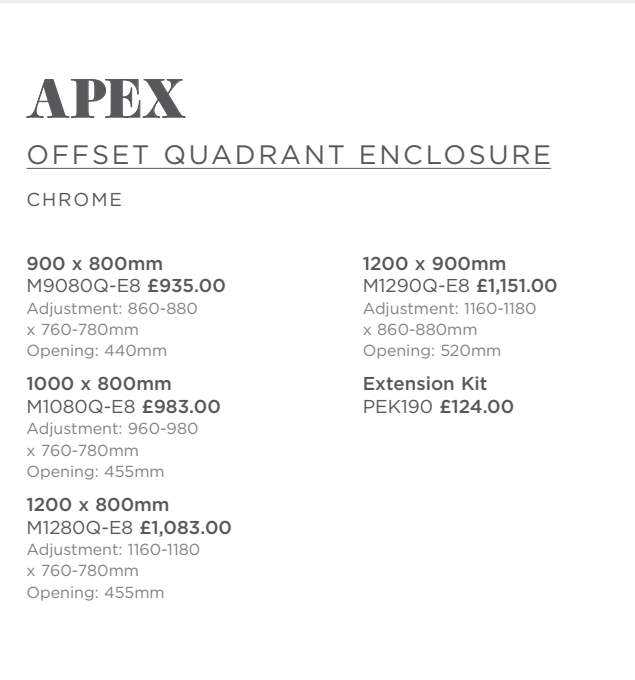 APEX
OFFSET QUADRANT ENCLOSURE
CHROME
900 x 800mm
M9080Q-E8 £935.00
Adjustment: 860-880
x 760-780mm
Opening: 440mm
1000 x 800mm
M1080Q-E8 £983.00
Adjustment: 960-980
x 760-780mm
Opening: 455mm
1200 x 800mm
M1280Q-E8 £1,083.00
Adjustment: 1160-1180
x 760-780mm
Opening: 455mm
1200 x 900mm
M1290Q-E8 £1,151.00
Adjustment: 1160-1180
x 860-880mm
Opening: 520mm
Extension Kit
PEK190 £124.00